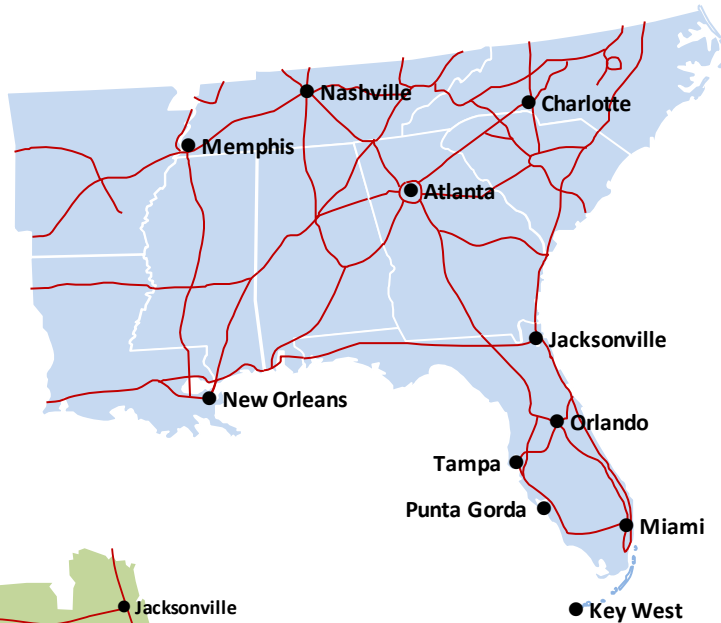 Nashville
Charlotte
Memphis
Atlanta
Jacksonville
New Orleans
Orlando
Tampa
Punta Gorda
Miami
Jacksonville
Key West